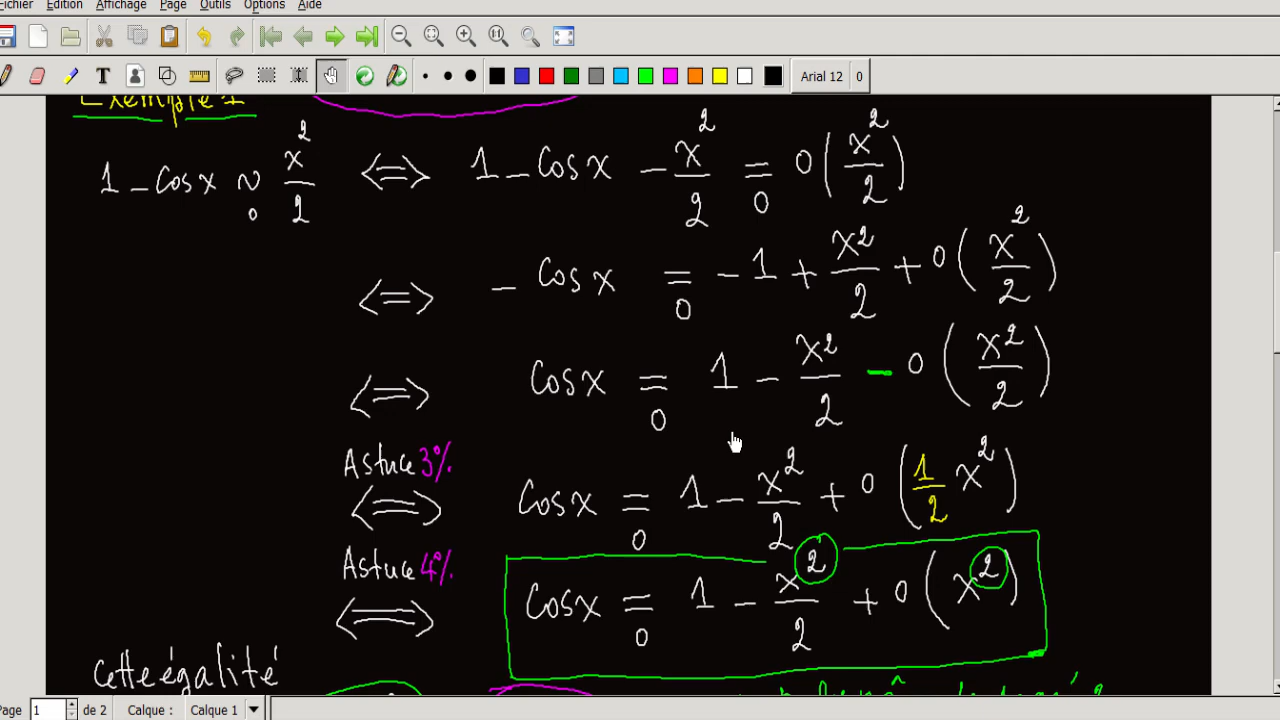 Edition Affichage Page Outils Options Aide
Arial 12 0
Exemple 1
1 - Cos x ~₀ x²/2 ⟺ 1 - Cos x - x²/2 =₀ o(x²/2)
⟺ - Cos x =₀ -1 + x²/2 + o(x²/2)
⟺ Cos x =₀ 1 - x²/2 - o(x²/2)
Astuce 3%
⟺ Cos x =₀ 1 - x²/2 + o(1/2 x²)
Astuce 4%
⟺ Cos x =₀ 1 - x²/2 + o(x²)
Cette égalité
Page 1 de 2 Calque : Calque 1